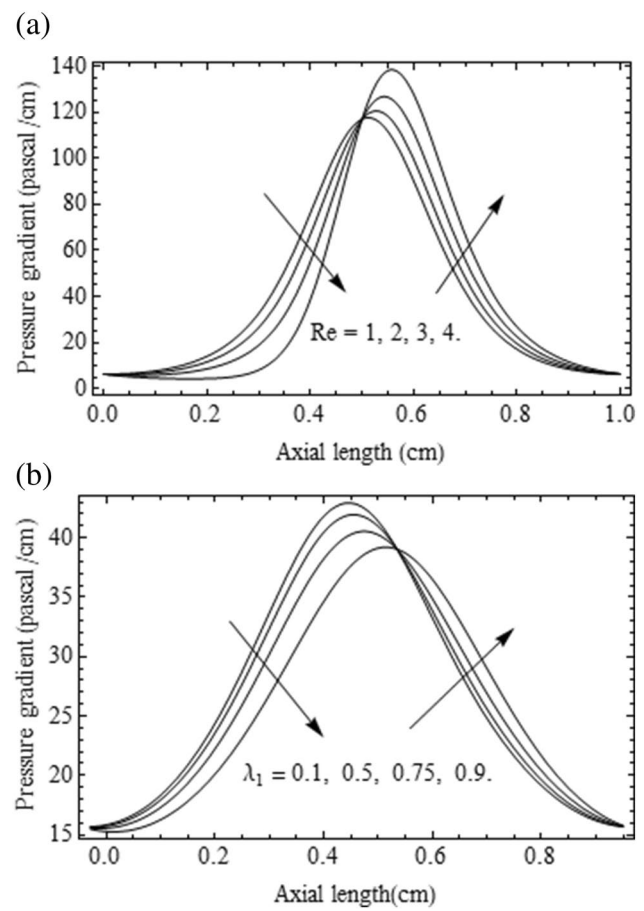 (a)
Pressure gradient (pascal/cm)
140
120
100
80
60
40
20
0
Re = 1, 2, 3, 4.
0.0 0.2 0.4 0.6 0.8 1.0
Axial length (cm)
(b)
Pressure gradient (pascal/cm)
40
35
30
25
20
15
λ₁ = 0.1, 0.5, 0.75, 0.9.
0.0 0.2 0.4 0.6 0.8
Axial length(cm)